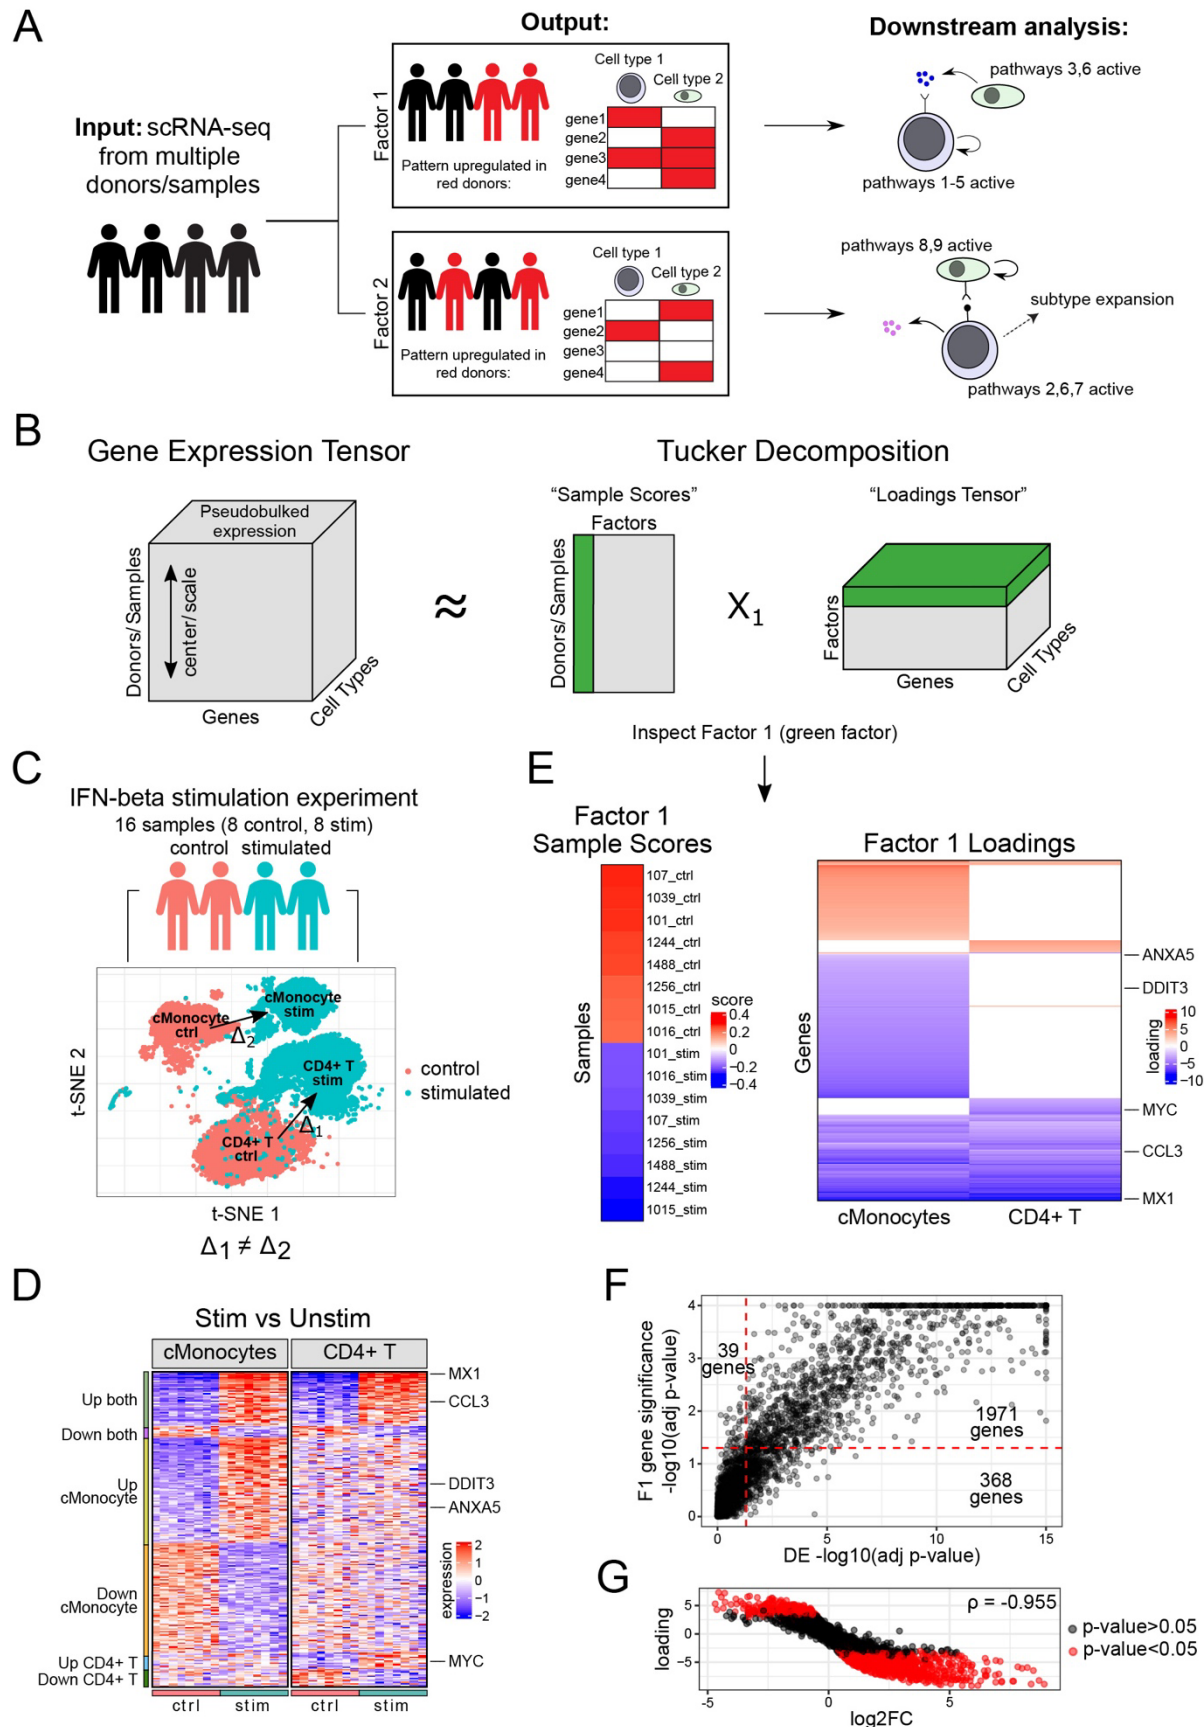 A
Input: scRNA-seq
from multiple
donors/samples
Output:
Factor 1
Pattern upregulated in
red donors:
Cell type 1
Cell type 2
gene1
gene2
gene3
gene4
Factor 2
Pattern upregulated in
red donors:
Cell type 1
Cell type 2
gene1
gene2
gene3
gene4
Downstream analysis:
pathways 3,6 active
pathways 1-5 active
pathways 8,9 active
subtype expansion
pathways 2,6,7 active
B
Gene Expression Tensor
Pseudobulked
expression
Donors/Samples
center/scale
Genes
Cell Types
≈
Tucker Decomposition
"Sample Scores"
Factors
Donors/Samples
X1
"Loadings Tensor"
Factors
Genes
Cell Types
Inspect Factor 1 (green factor)
C
IFN-beta stimulation experiment
16 samples (8 control, 8 stim)
control stimulated
cMonocyte
ctrl
cMonocyte
stim
Δ2
CD4+ T
stim
Δ1
CD4+ T
ctrl
t-SNE 2
t-SNE 1
control
stimulated
Δ1 ≠ Δ2
E
Factor 1
Sample Scores
Samples
107_ctrl
1039_ctrl
101_ctrl
1244_ctrl
1488_ctrl
1256_ctrl
1015_ctrl
1016_ctrl
101_stim
1016_stim
1039_stim
107_stim
1256_stim
1488_stim
1244_stim
1015_stim
score
0.4
0.2
0
−0.2
−0.4
Factor 1 Loadings
Genes
cMonocytes
CD4+ T
ANXA5
DDIT3
MYC
CCL3
MX1
loading
10
5
0
−5
−10
D
Stim vs Unstim
cMonocytes
CD4+ T
Up both
Down both
Up
cMonocyte
Down
cMonocyte
Up CD4+ T
Down CD4+ T
MX1
CCL3
DDIT3
ANXA5
MYC
expression
2
1
0
−1
−2
ctrl
stim
ctrl
stim
F
F1 gene significance
-log10(adj p-value)
4
3
2
1
0
39
genes
1971
genes
368
genes
0
5
10
15
DE -log10(adj p-value)
G
loading
5
0
−5
ρ = -0.955
p-value>0.05
p-value<0.05
-5
0
5
log2FC